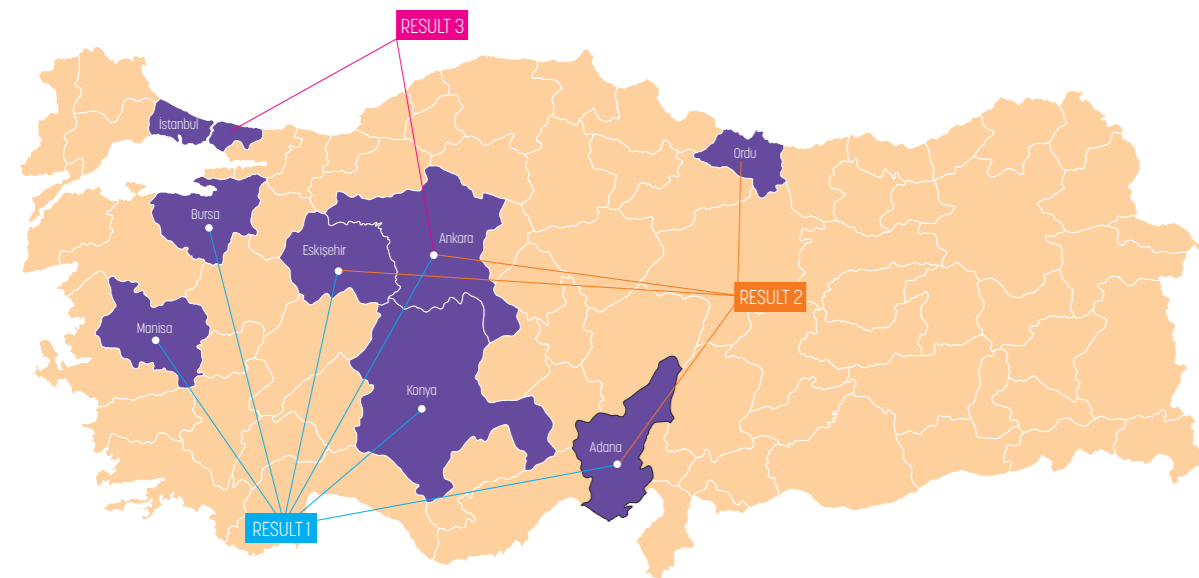 RESULT 3
İstanbul
Ordu
Bursa
Ankara
Eskişehir
RESULT 2
Manisa
Konya
Adana
RESULT 1